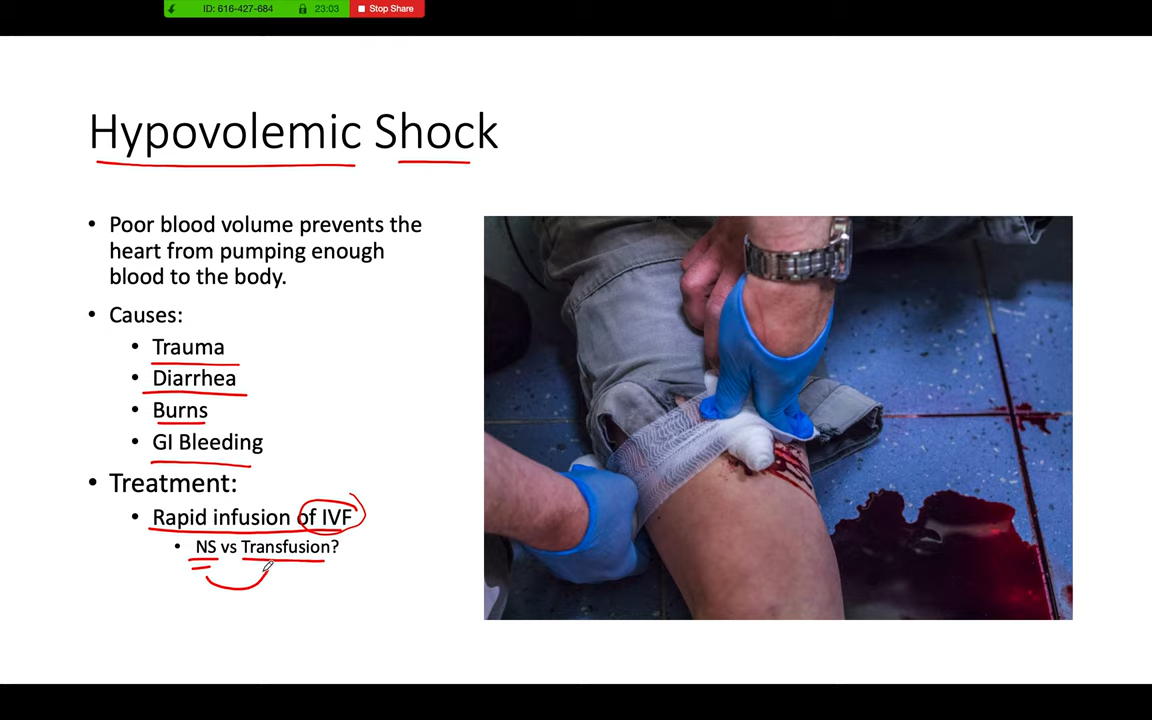 ID: 616-427-684 23:03 Stop Share
Hypovolemic Shock
• Poor blood volume prevents the
heart from pumping enough
blood to the body.
• Causes:
• Trauma
• Diarrhea
• Burns
• GI Bleeding
• Treatment:
• Rapid infusion of IVF
• NS vs Transfusion?